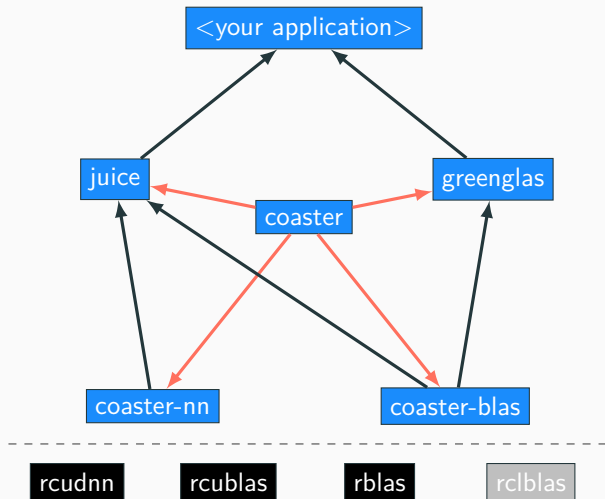 <your application>
juice
greenglas
coaster
coaster-nn
coaster-blas
rcudnn
rcublas
rblas
rclblas